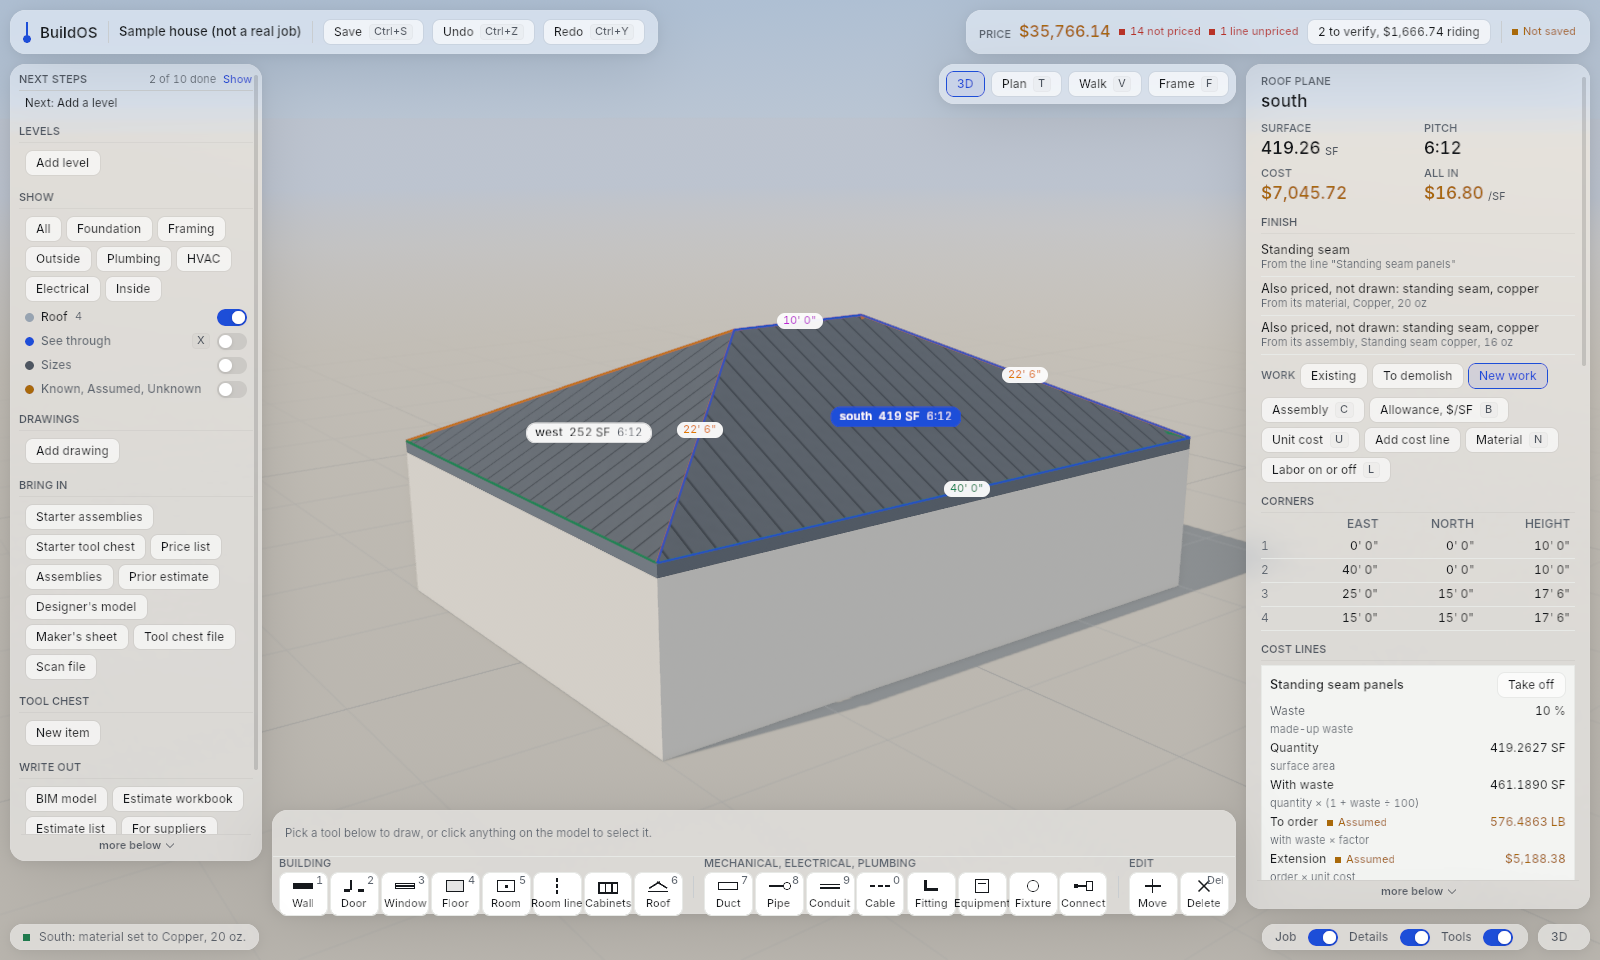 BuildOS
Sample house (not a real job)
Save Ctrl+S
Undo Ctrl+Z
Redo Ctrl+Y
PRICE $35,766.14
14 not priced
1 line unpriced
2 to verify, $1,666.74 riding
Not saved
NEXT STEPS 2 of 10 done Show
Next: Add a level
LEVELS
Add level
SHOW
All Foundation Framing
Outside Plumbing HVAC
Electrical Inside
Roof 4
See through X
Sizes
Known, Assumed, Unknown
DRAWINGS
Add drawing
BRING IN
Starter assemblies
Starter tool chest Price list
Assemblies Prior estimate
Designer's model
Maker's sheet Tool chest file
Scan file
TOOL CHEST
New item
WRITE OUT
BIM model Estimate workbook
Estimate list For suppliers
more below
South: material set to Copper, 20 oz.
3D
Plan T
Walk V
Frame F
10' 0"
22' 6"
south 419 SF 6:12
west 252 SF 6:12
22' 6"
40' 0"
Pick a tool below to draw, or click anything on the model to select it.
BUILDING
1 Wall
2 Door
3 Window
4 Floor
5 Room
Room line
Cabinets
6 Roof
MECHANICAL, ELECTRICAL, PLUMBING
7 Duct
8 Pipe
9 Conduit
0 Cable
Fitting
Equipment
Fixture
Connect
EDIT
Move
Del Delete
ROOF PLANE
south
SURFACE PITCH
419.26 SF 6:12
COST ALL IN
$7,045.72 $16.80 /SF
FINISH
Standing seam
From the line "Standing seam panels"
Also priced, not drawn: standing seam, copper
From its material, Copper, 20 oz
Also priced, not drawn: standing seam, copper
From its assembly, Standing seam copper, 16 oz
WORK Existing To demolish New work
Assembly C Allowance, $/SF B
Unit cost U Add cost line Material N
Labor on or off L
CORNERS
EAST NORTH HEIGHT
1 0' 0" 0' 0" 10' 0"
2 40' 0" 0' 0" 10' 0"
3 25' 0" 15' 0" 17' 6"
4 15' 0" 15' 0" 17' 6"
COST LINES
Standing seam panels Take off
Waste 10 %
made-up waste
Quantity 419.2627 SF
surface area
With waste 461.1890 SF
quantity × (1 + waste ÷ 100)
To order Assumed 576.4863 LB
with waste × factor
Extension Assumed $5,188.38
order × unit cost
more below
Job Details Tools
3D